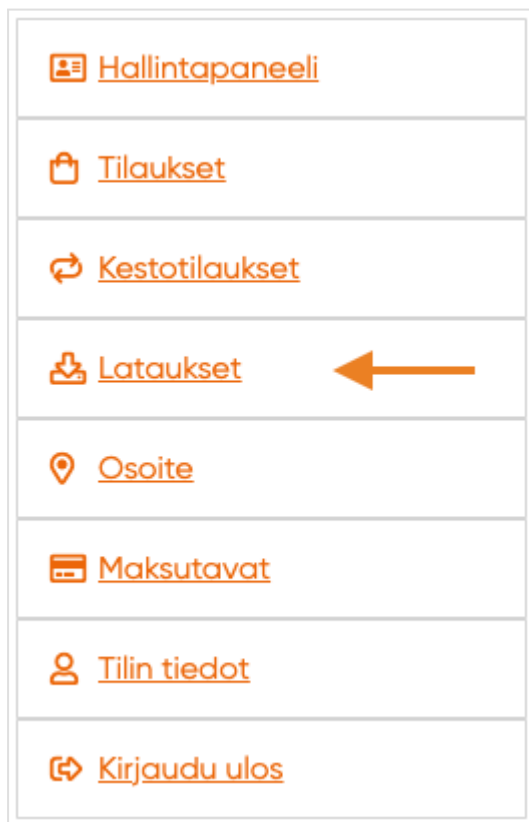 Hallintapaneeli
Tilaukset
Kestotilaukset
Lataukset
Osoite
Maksutavat
Tilin tiedot
Kirjaudu ulos